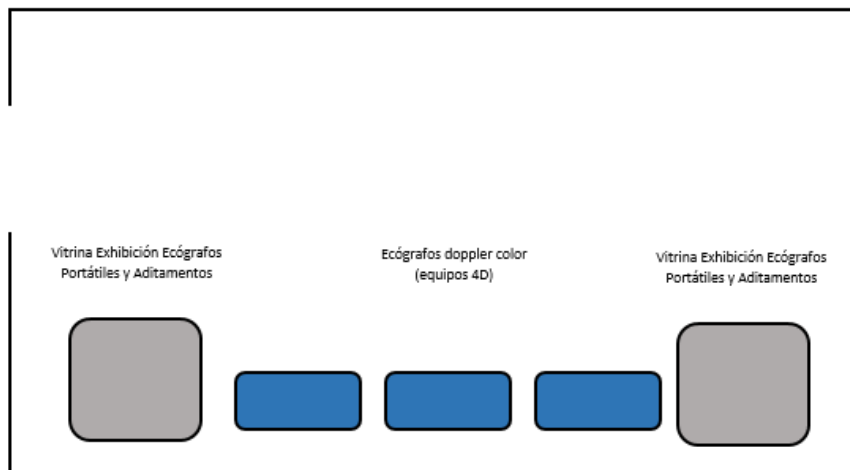 Vitrina Exhibición Ecógrafos
Portátiles y Aditamentos
Ecógrafos doppler color
(equipos 4D)
Vitrina Exhibición Ecógrafos
Portátiles y Aditamentos